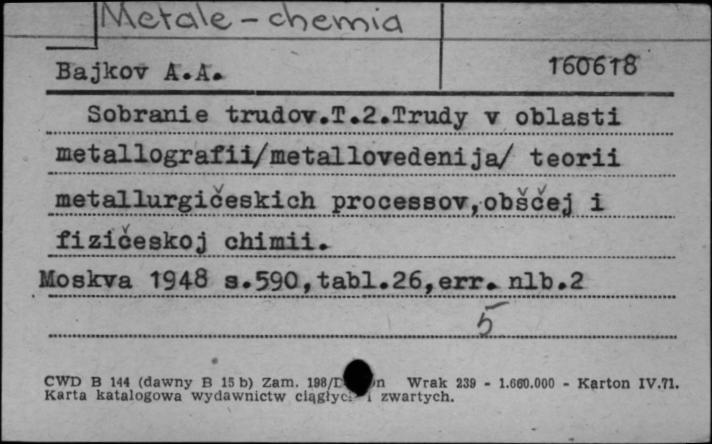 Metale - chemia
Bajkov A.A.
160618
Sobranie trudov.T.2.Trudy v oblasti
metallografii/metallovedenija/ teorii
metallurgičeskich processov,obščej i
fizičeskoj chimii.
Moskva 1948 s.590,tabl.26,err. nlb.2
5
CWD B 144 (dawny B 15 b) Zam. 198/ Wrak 239 - 1.660.000 - Karton IV.71.
Karta katalogowa wydawnictw i zwartych.